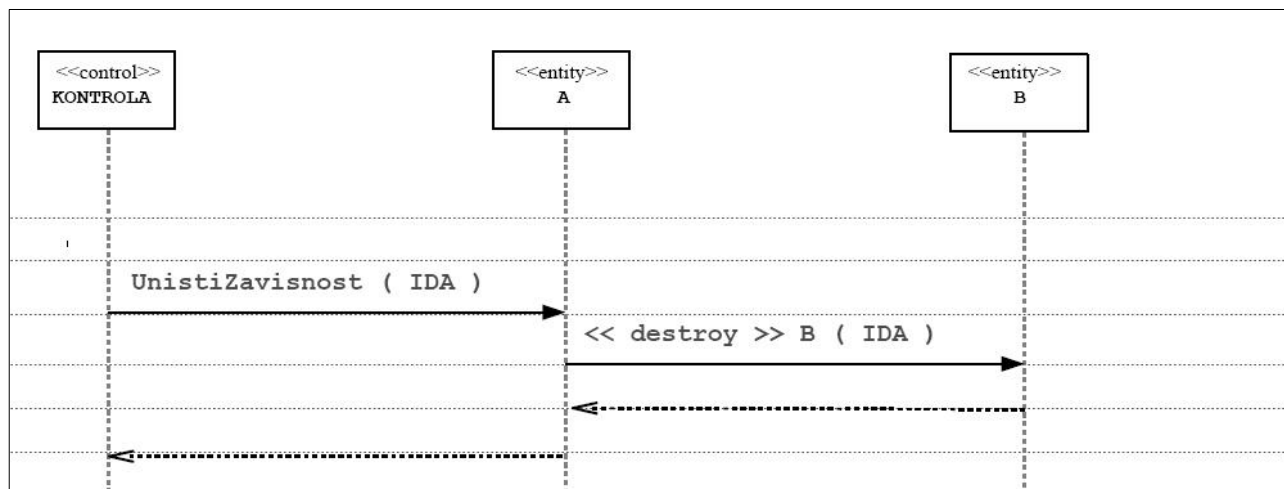 <<control>>
KONTROLA
<<entity>>
A
<<entity>>
B
UnistiZavisnost ( IDA )
<< destroy >> B ( IDA )